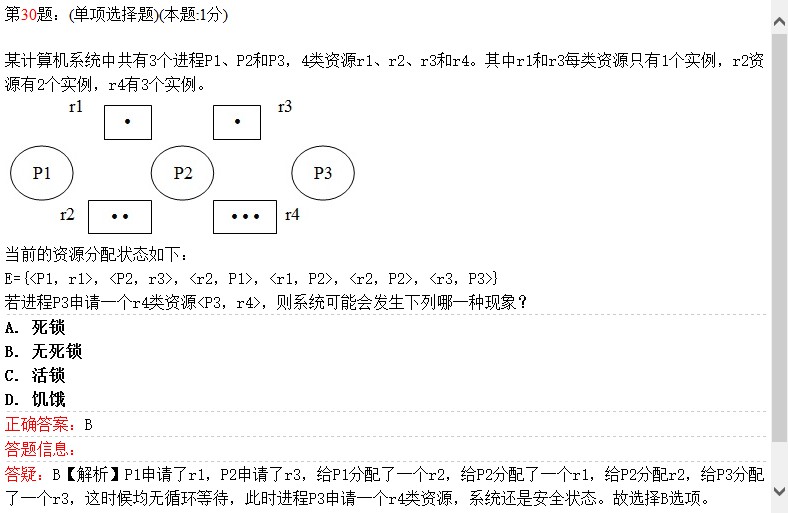 第30题: (单项选择题)(本题:1分)
某计算机系统中共有3个进程P1、P2和P3，4类资源r1、r2、r3和r4。其中r1和r3每类资源只有1个实例，r2资
源有2个实例，r4有3个实例。
r1 r3
P1 P2 P3
r2 r4
当前的资源分配状态如下:
E={<P1，r1>, <P2，r3>, <r2，P1>, <r1，P2>, <r2，P2>, <r3，P3>}
若进程P3申请一个r4类资源<P3，r4>，则系统可能会发生下列哪一种现象?
A. 死锁
B. 无死锁
C. 活锁
D. 饥饿
正确答案: B
答题信息:
答疑: B【解析】P1申请了r1，P2申请了r3，给P1分配了一个r2，给P2分配了一个r1，给P2分配r2，给P3分配
了一个r3，这时候均无循环等待，此时进程P3申请一个r4类资源，系统还是安全状态。故选择B选项。